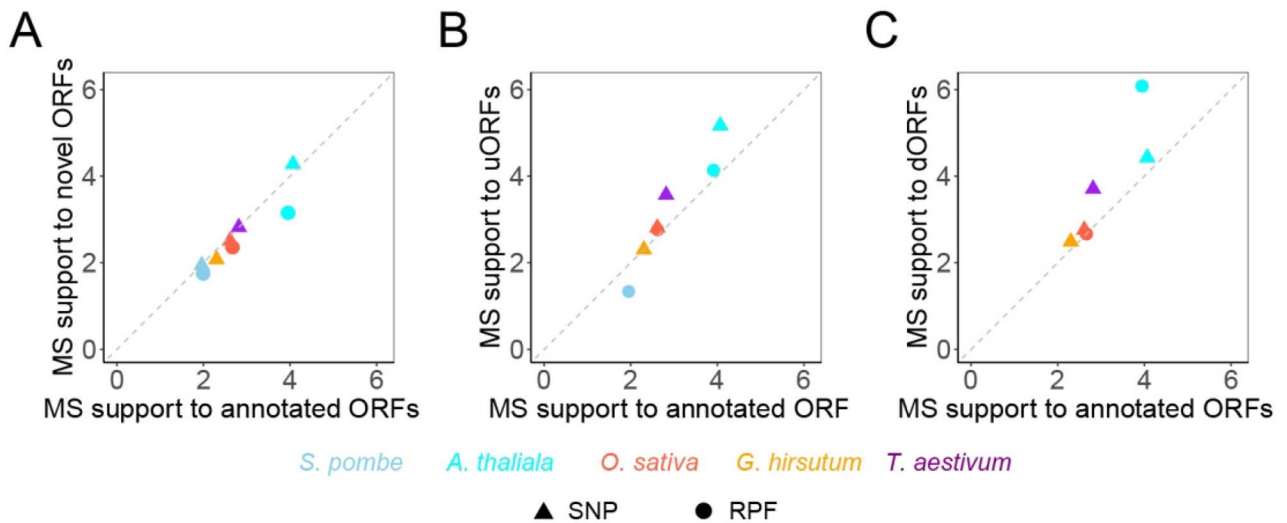 A
B
C
MS support to novel ORFs
6
4
2
0
0
2
4
6
MS support to annotated ORFs
MS support to uORFs
6
4
2
0
0
2
4
6
MS support to annotated ORF
MS support to dORFs
6
4
2
0
0
2
4
6
MS support to annotated ORFs
S. pombe A. thaliala O. sativa G. hirsutum T. aestivum
SNP RPF